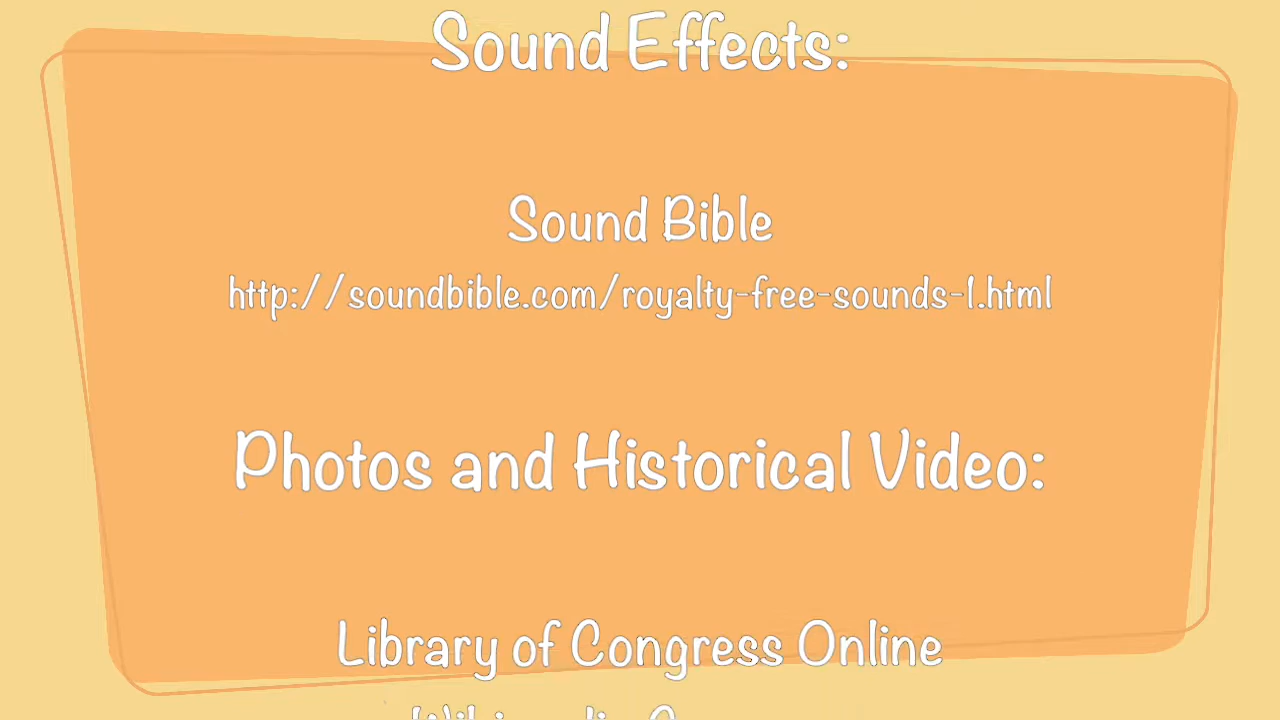 Sound Effects:
Sound Bible
http://soundbible.com/royalty-free-sounds-1.html
Photos and Historical Video:
Library of Congress Online